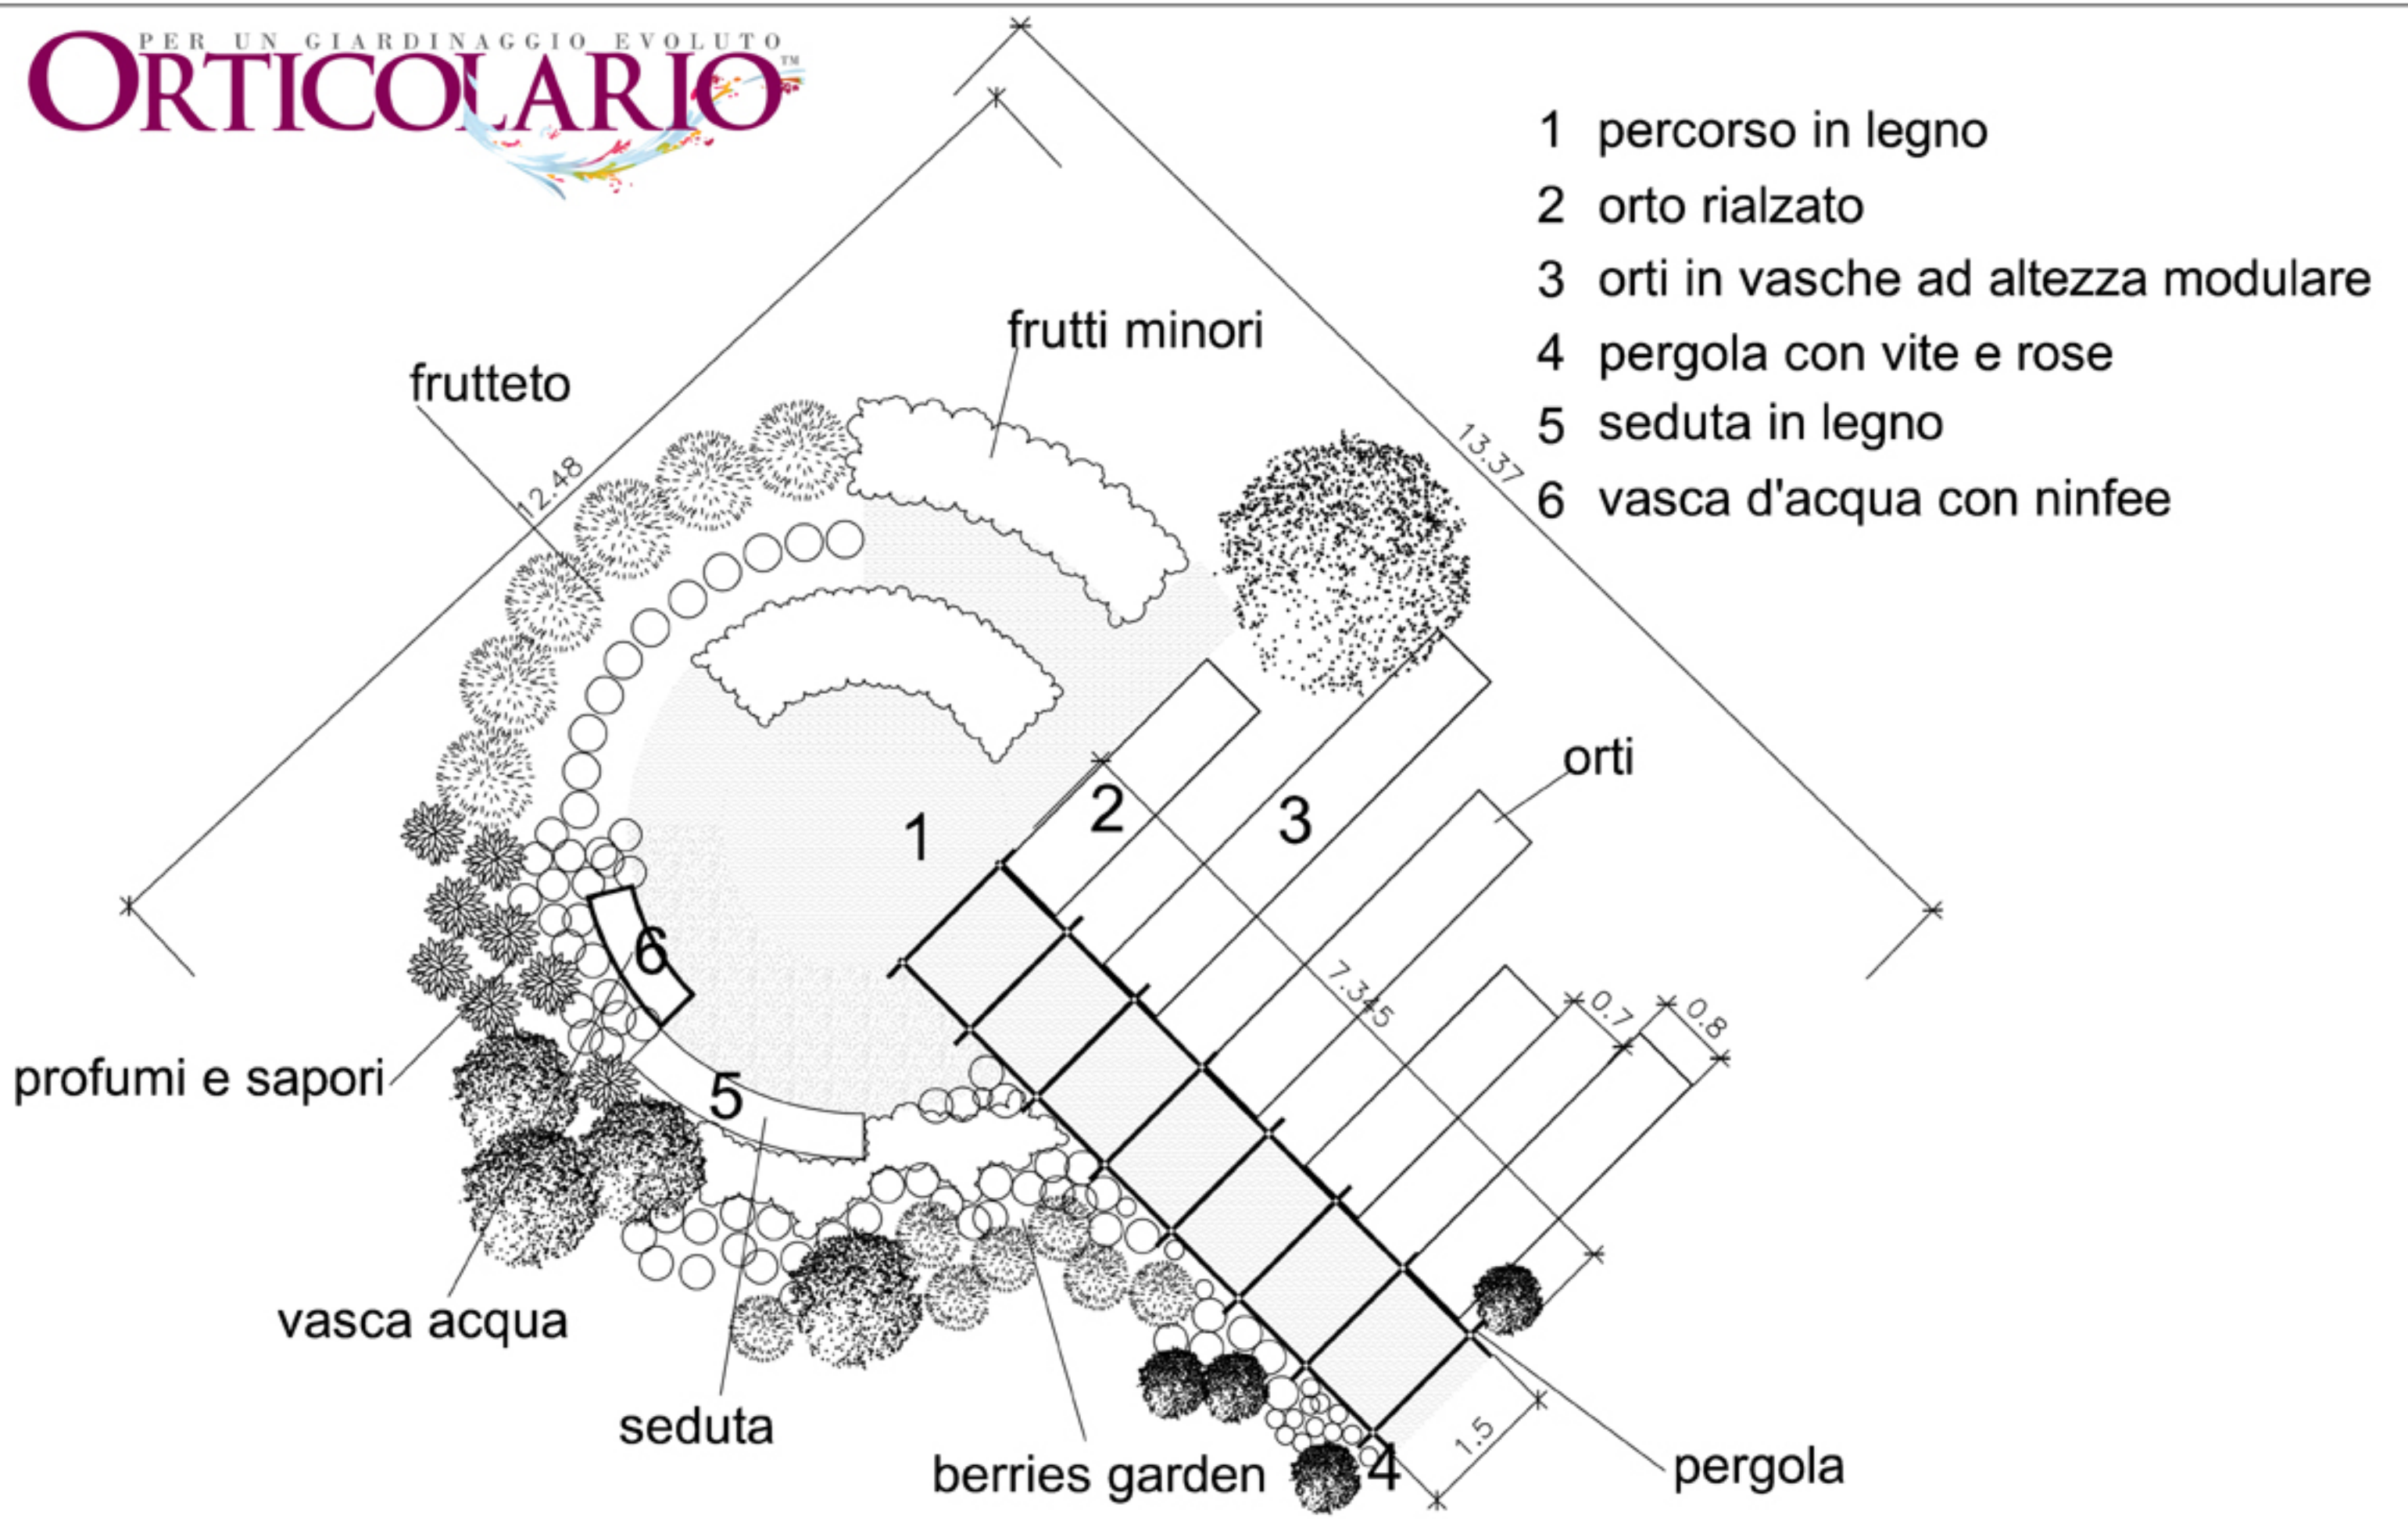 PER UN GIARDINAGGIO EVOLUTO
ORTICOLARIO™
1 percorso in legno
2 orto rialzato
3 orti in vasche ad altezza modulare
4 pergola con vite e rose
5 seduta in legno
6 vasca d'acqua con ninfee
frutti minori
frutteto
12.48
13.37
orti
1
2
3
6
7.345
0.7
0.8
profumi e sapori
5
vasca acqua
seduta
berries garden
4
1.5
pergola